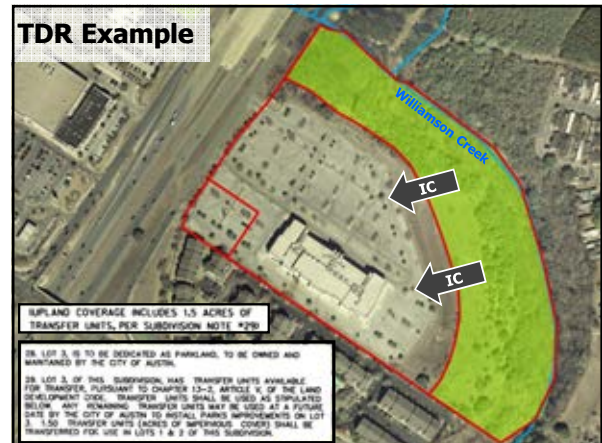 TDR Example
Williamson Creek
IC
IC
(UPLAND COVERAGE INCLUDES 1.5 ACRES OF
TRANSFER UNITS, PER SUBDIVISION NOTE #29)
28. LOT 3, IS TO BE DEDICATED AS PARKLAND, TO BE OWNED AND
MAINTAINED BY THE CITY OF AUSTIN.
29. LOT 3, OF THIS SUBDIVISION, HAS TRANSFER UNITS AVAILABLE
FOR TRANSFER, PURSUANT TO CHAPTER 13-2, ARTICLE V, OF THE LAND
DEVELOPMENT CODE. TRANSFER UNITS SHALL BE USED AS STIPULATED
BELOW. ANY REMAINING TRANSFER UNITS MAY BE USED AT A FUTURE
DATE BY THE CITY OF AUSTIN TO INSTALL PARKS IMPROVEMENTS ON LOT
3. 1.50 TRANSFER UNITS (ACRES OF IMPERVIOUS COVER) SHALL BE
TRANSFERRED FOR USE IN LOTS 1 & 2 OF THIS SUBDIVISION.